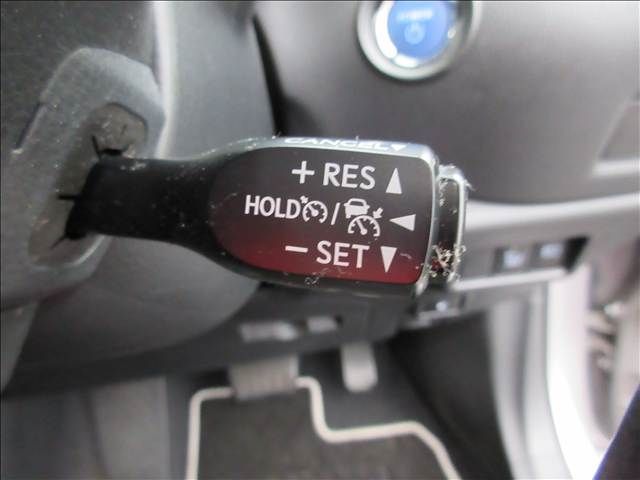 CANCEL▼
+ RES ▲
HOLD / ◄
− SET ▼